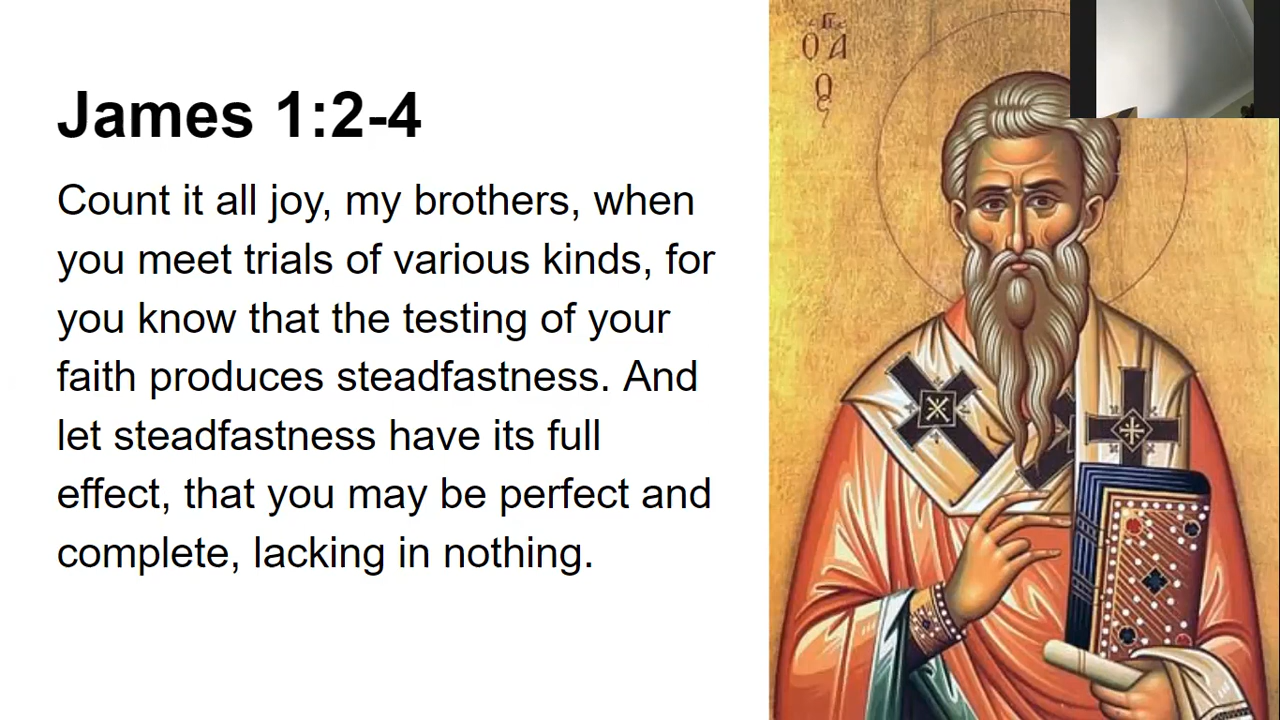 James 1:2-4
Count it all joy, my brothers, when
you meet trials of various kinds, for
you know that the testing of your
faith produces steadfastness. And
let steadfastness have its full
effect, that you may be perfect and
complete, lacking in nothing.